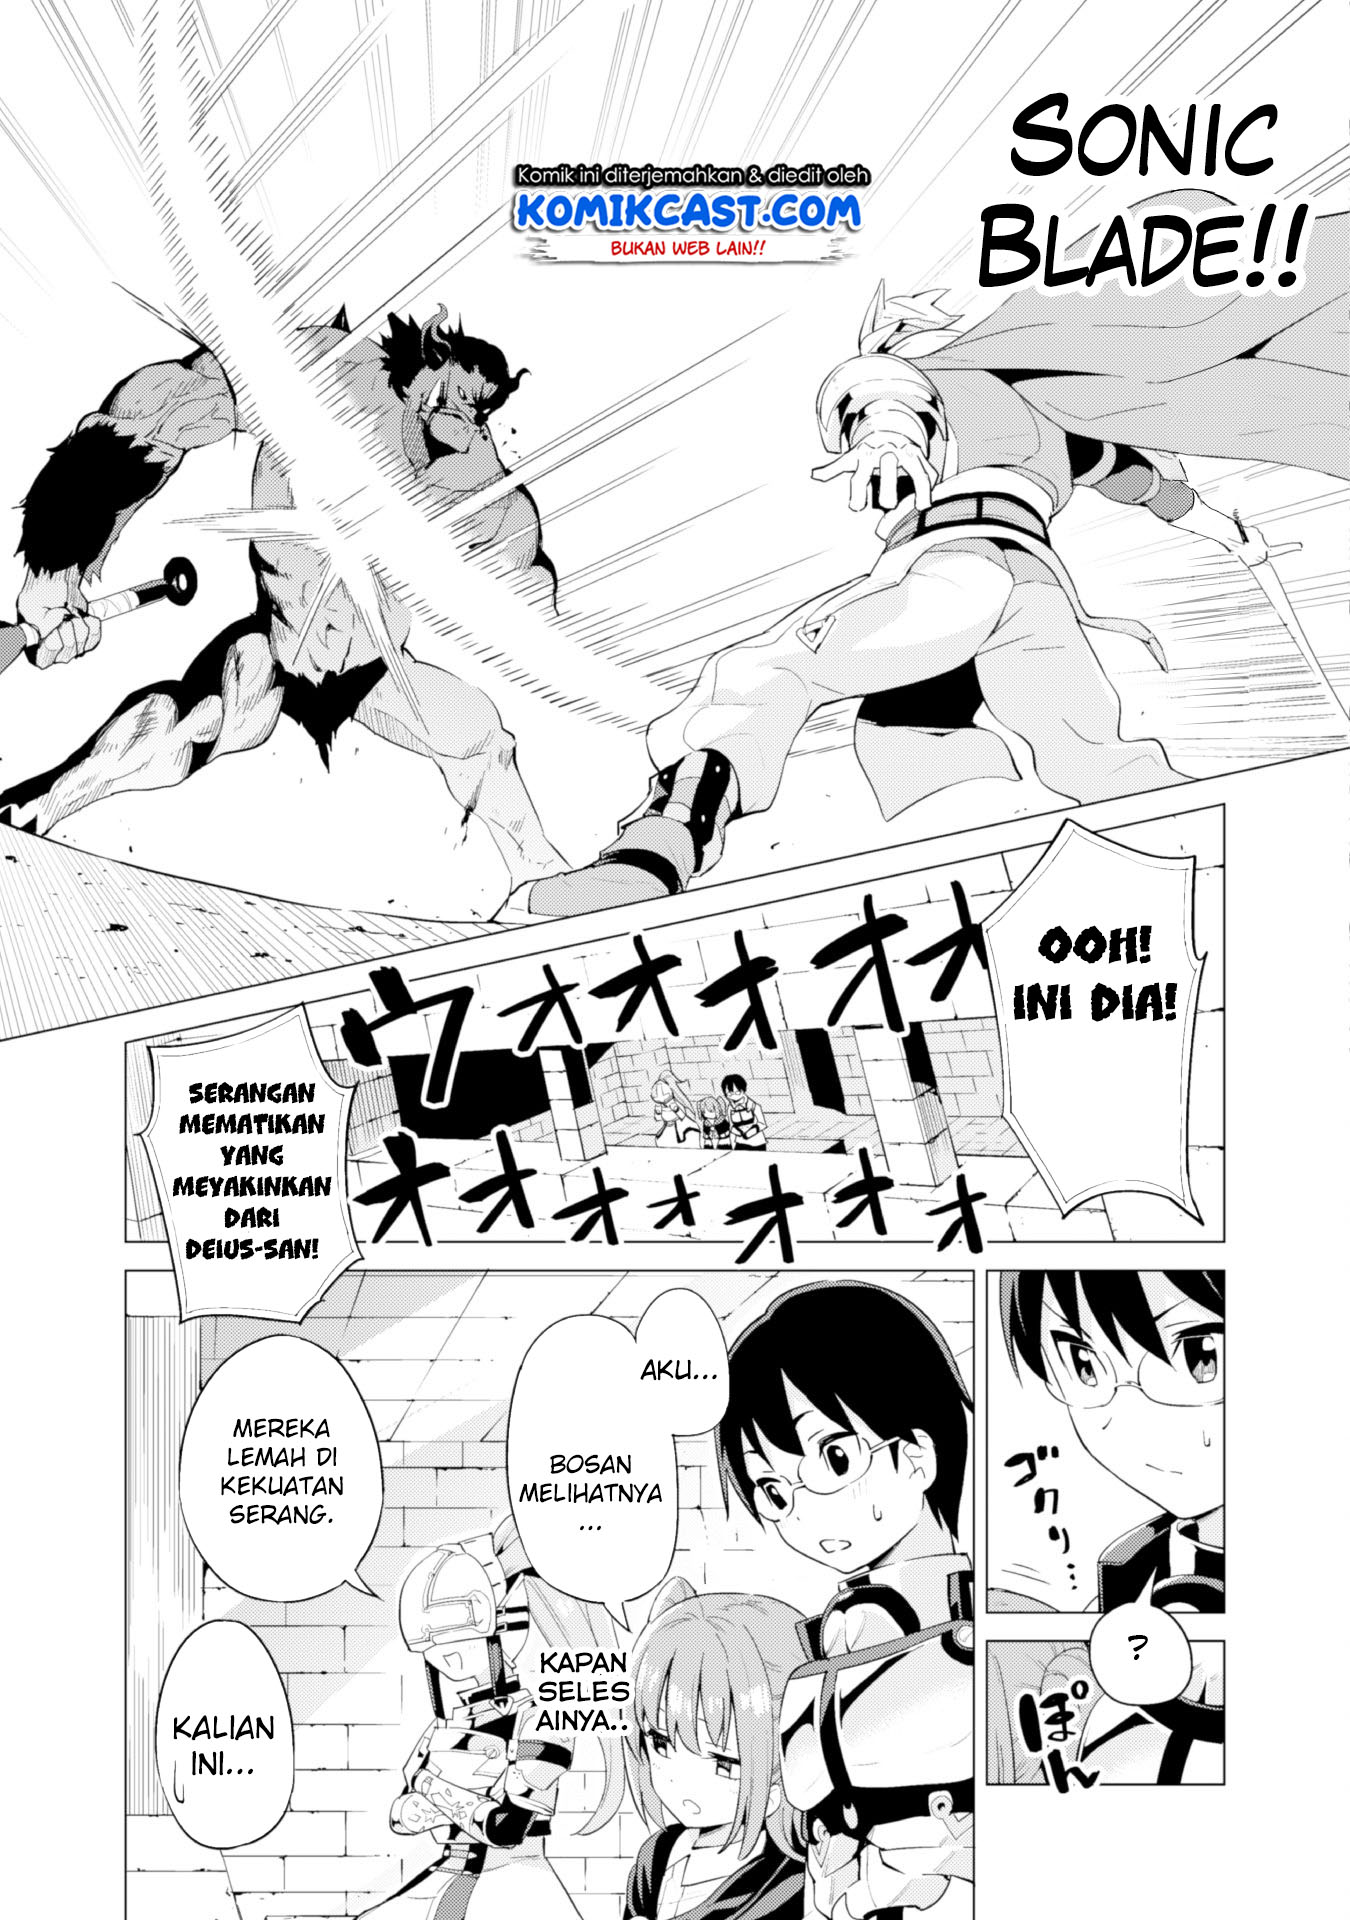 SONIC
BLADE!!
Komik ini diterjemahkan & diedit oleh
KOMIKCAST.COM
BUKAN WEB LAIN!!
OOH!
INI DIA!
ウオオオオオオ
オオオオオオオ
SERANGAN
MEMATIKAN
YANG
MEYAKINKAN
DARI
DEIUS-SAN!
ゴクリ…
?
ぽん
AKU...
BOSAN
MELIHATNYA
...
KAPAN
SELES
AINYA..
MEREKA
LEMAH DI
KEKUATAN
SERANG.
KALIAN
INI...